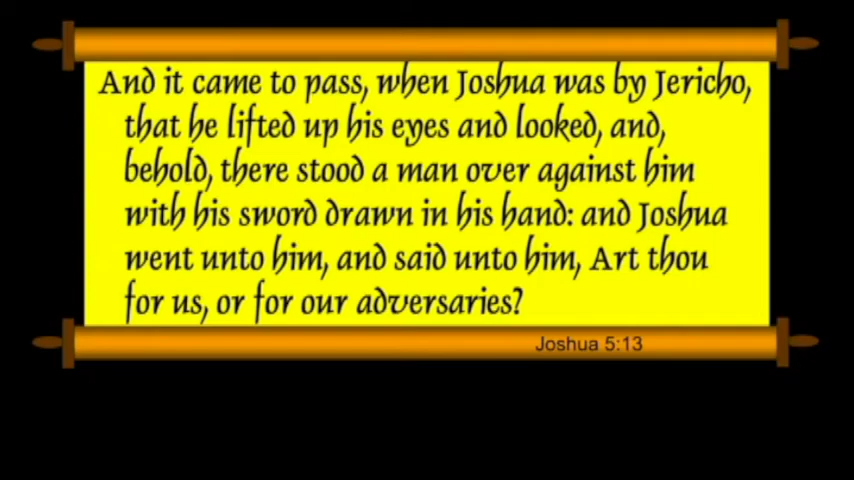 And it came to pass, when Joshua was by Jericho,
that he lifted up his eyes and looked, and,
behold, there stood a man over against him
with his sword drawn in his hand: and Joshua
went unto him, and said unto him, Art thou
for us, or for our adversaries?
Joshua 5:13